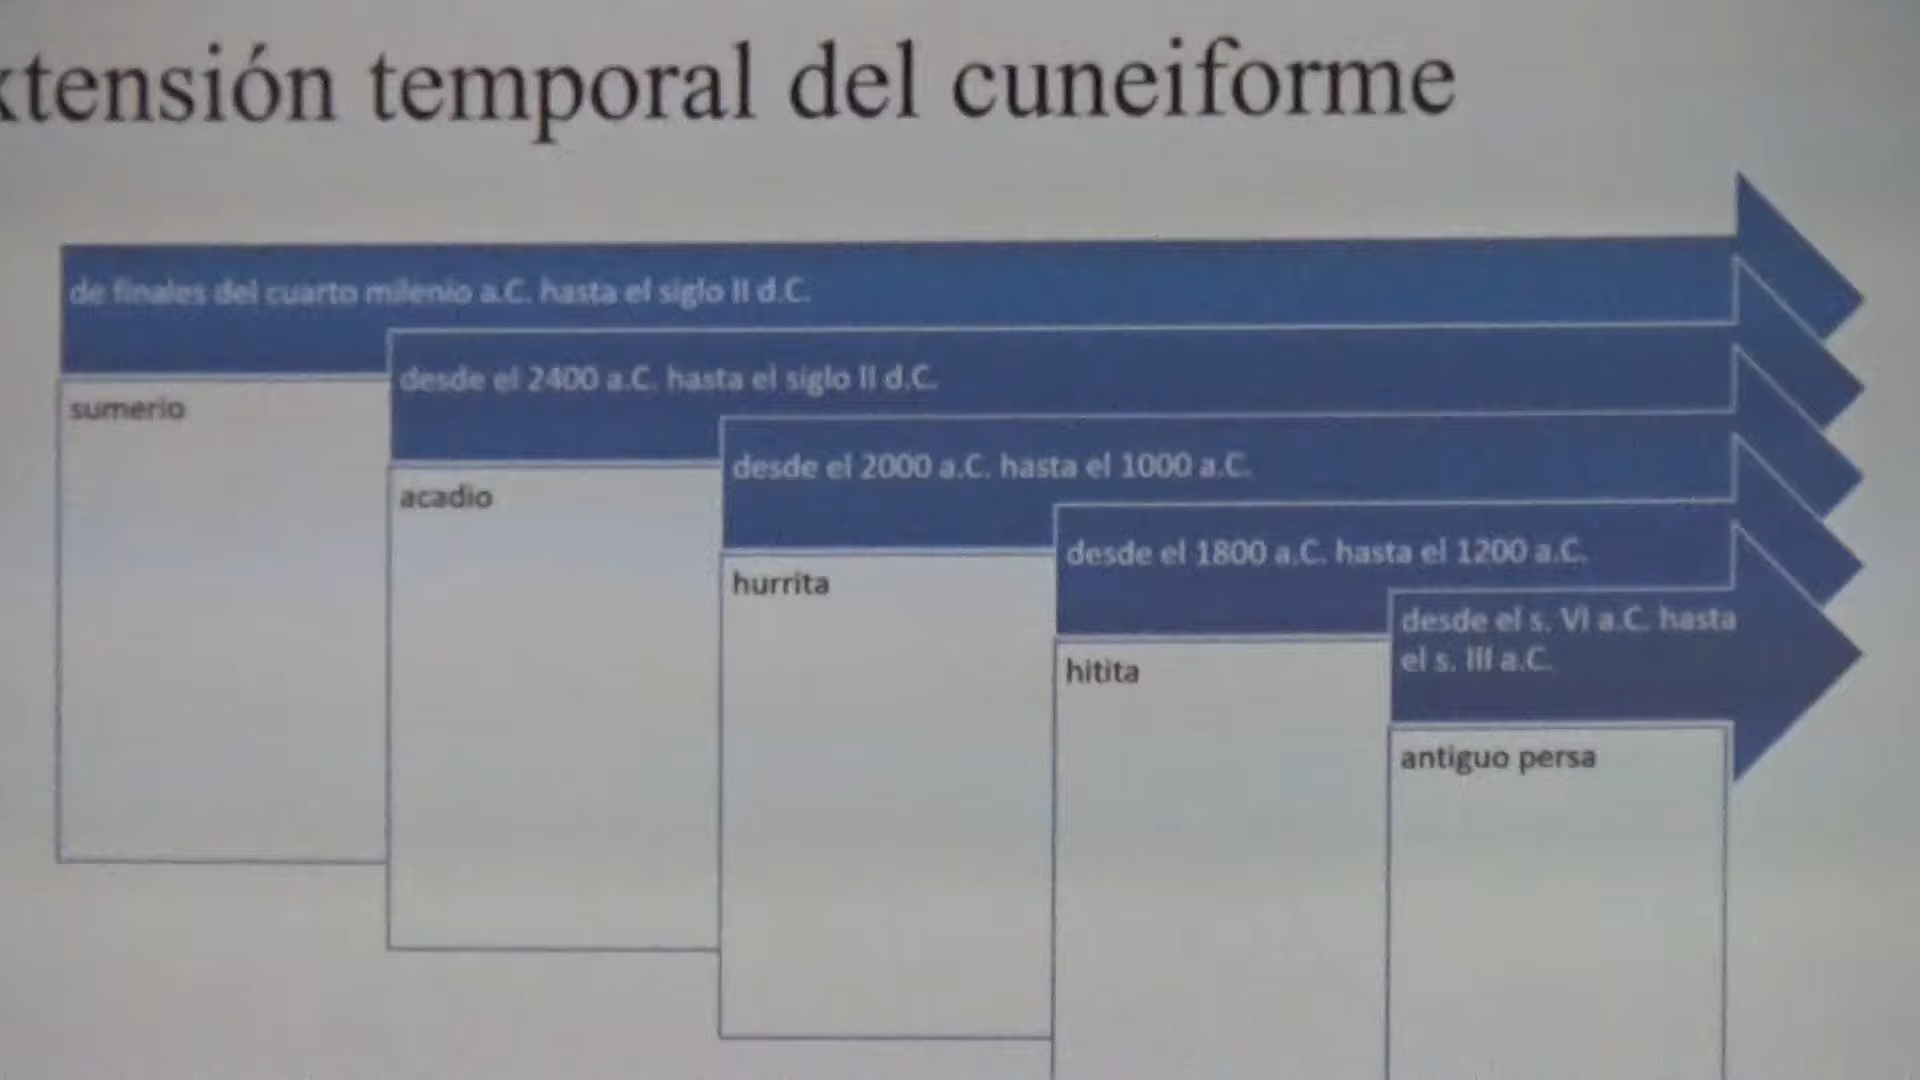 xtensión temporal del cuneiforme
de finales del cuarto milenio a.C. hasta el siglo II d.C.
sumerio
desde el 2400 a.C. hasta el siglo II d.C.
acadio
desde el 2000 a.C. hasta el 1000 a.C.
hurrita
desde el 1800 a.C. hasta el 1200 a.C.
hitita
desde el s. VI a.C. hasta
el s. III a.C.
antiguo persa